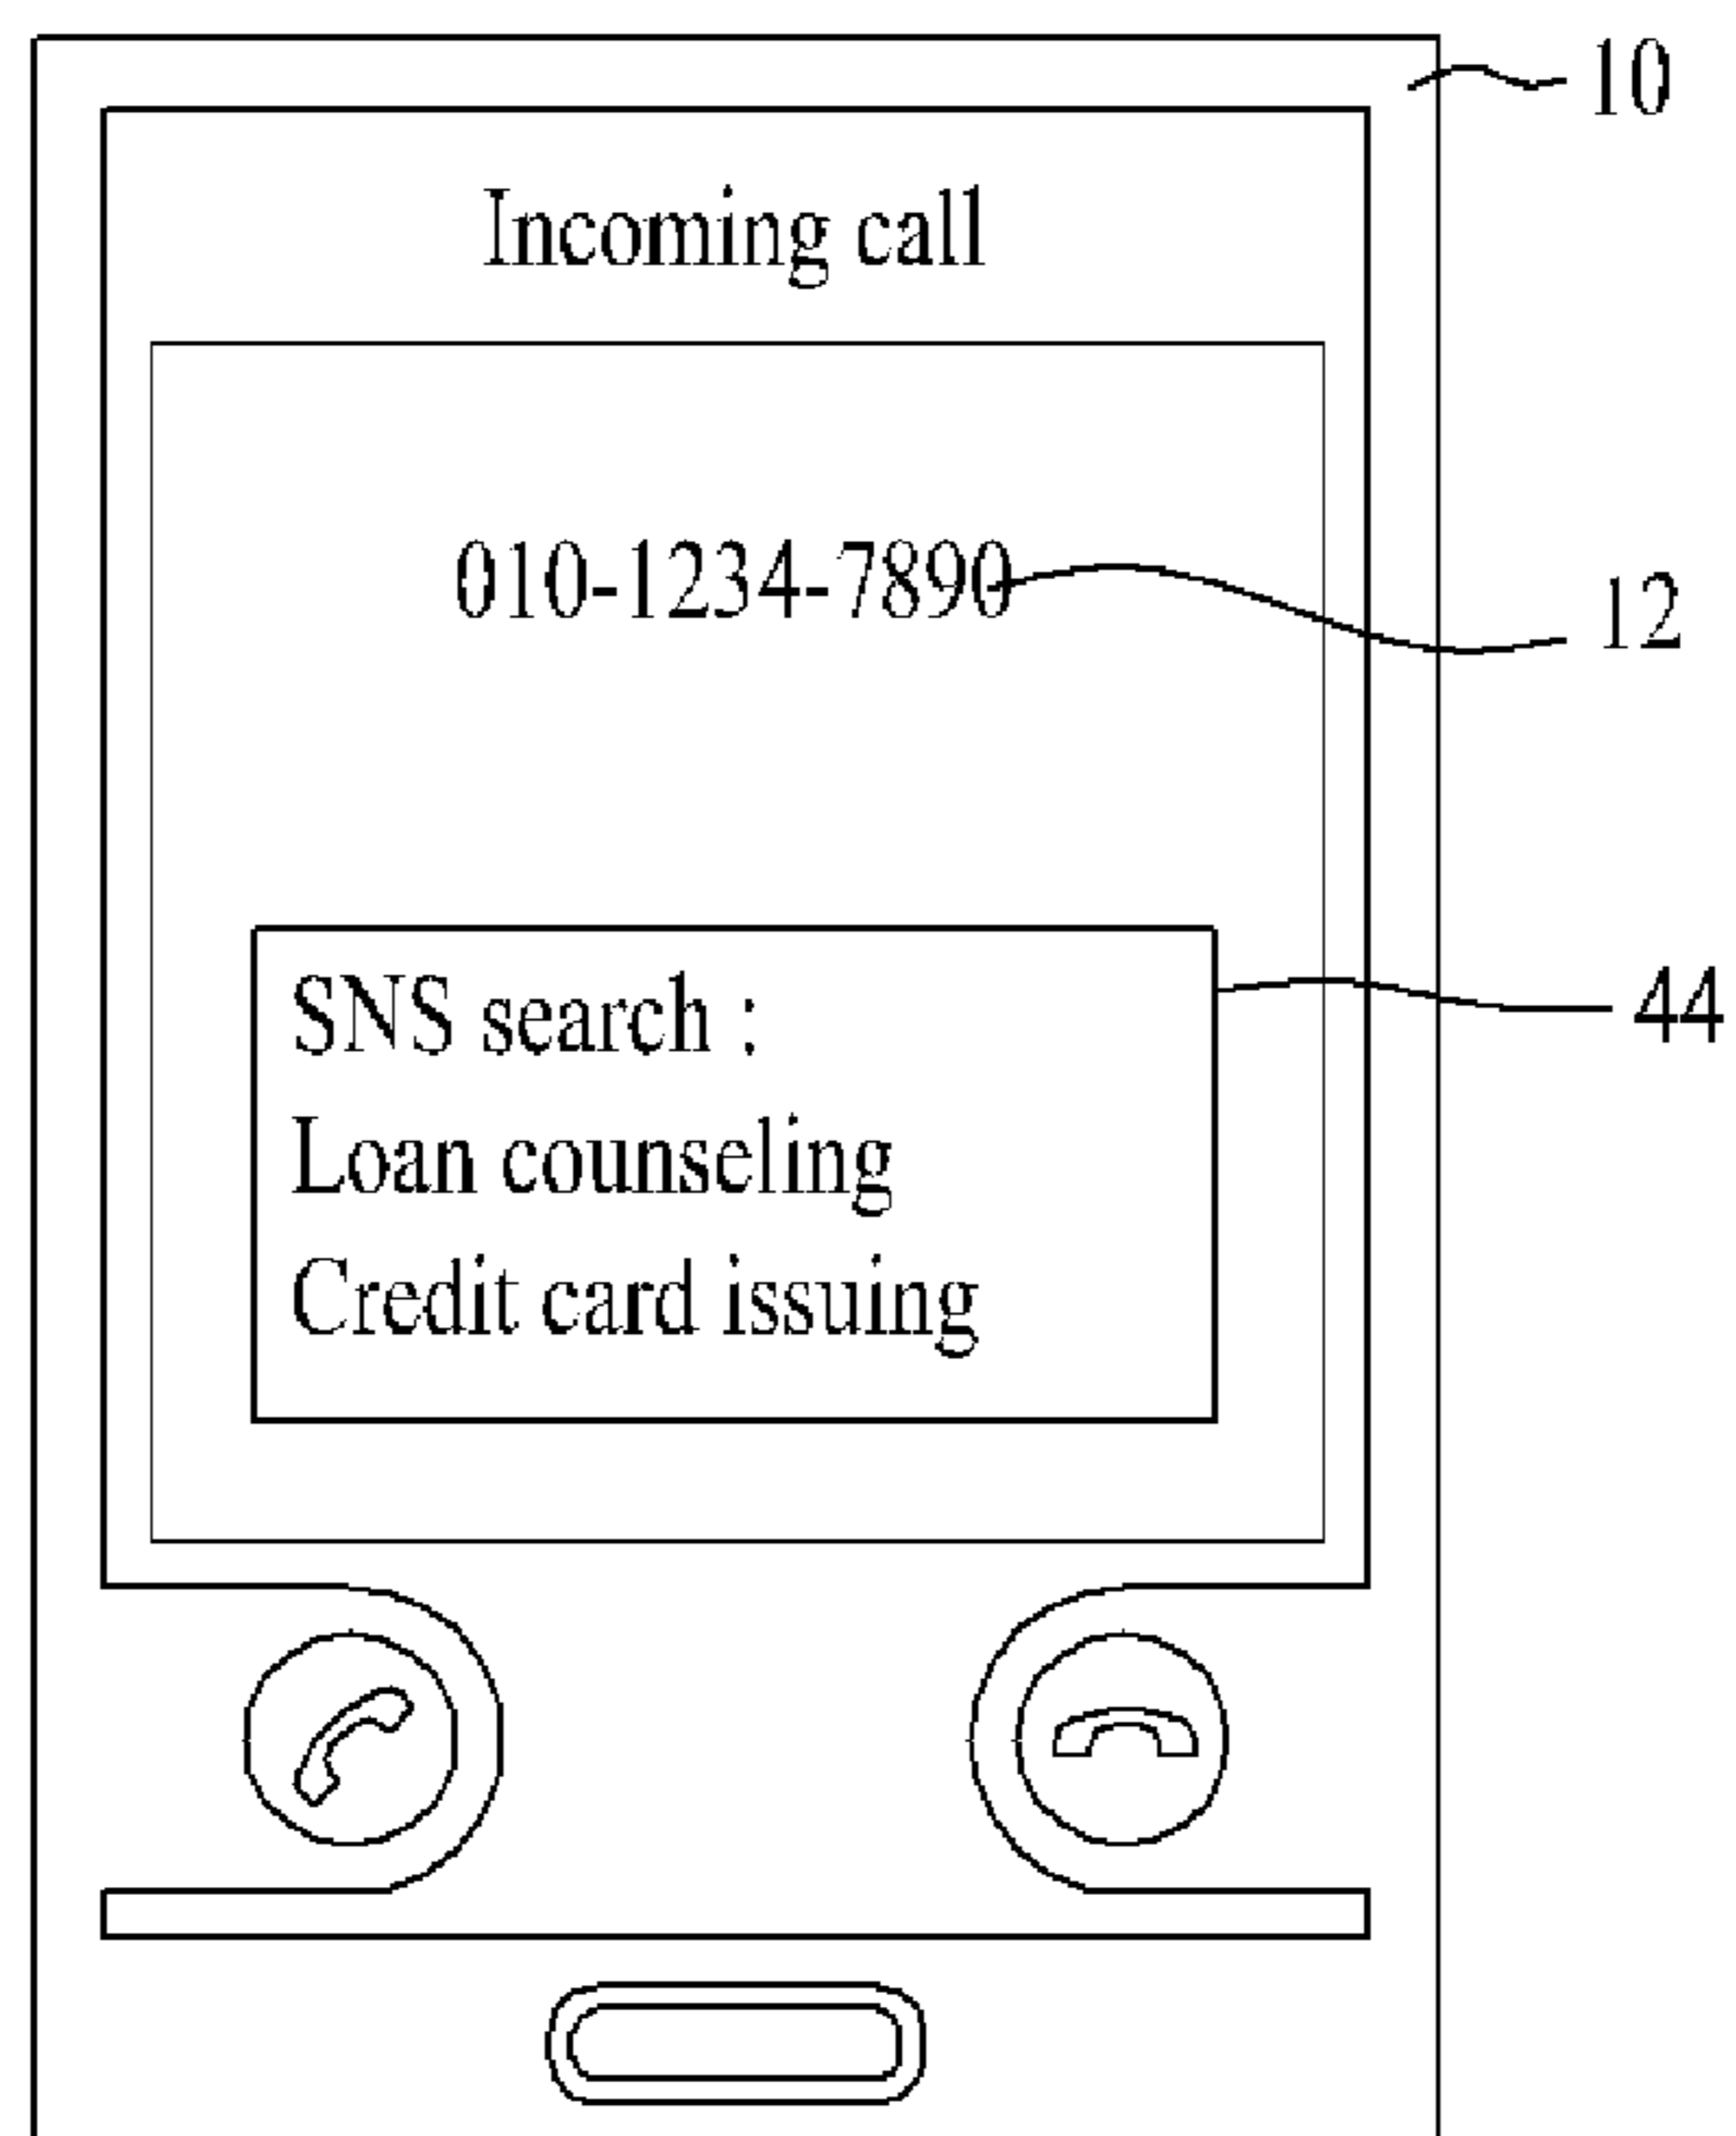 10
Incoming call
010-1234-7890
12
SNS search :
44
Loan counseling
Credit card issuing